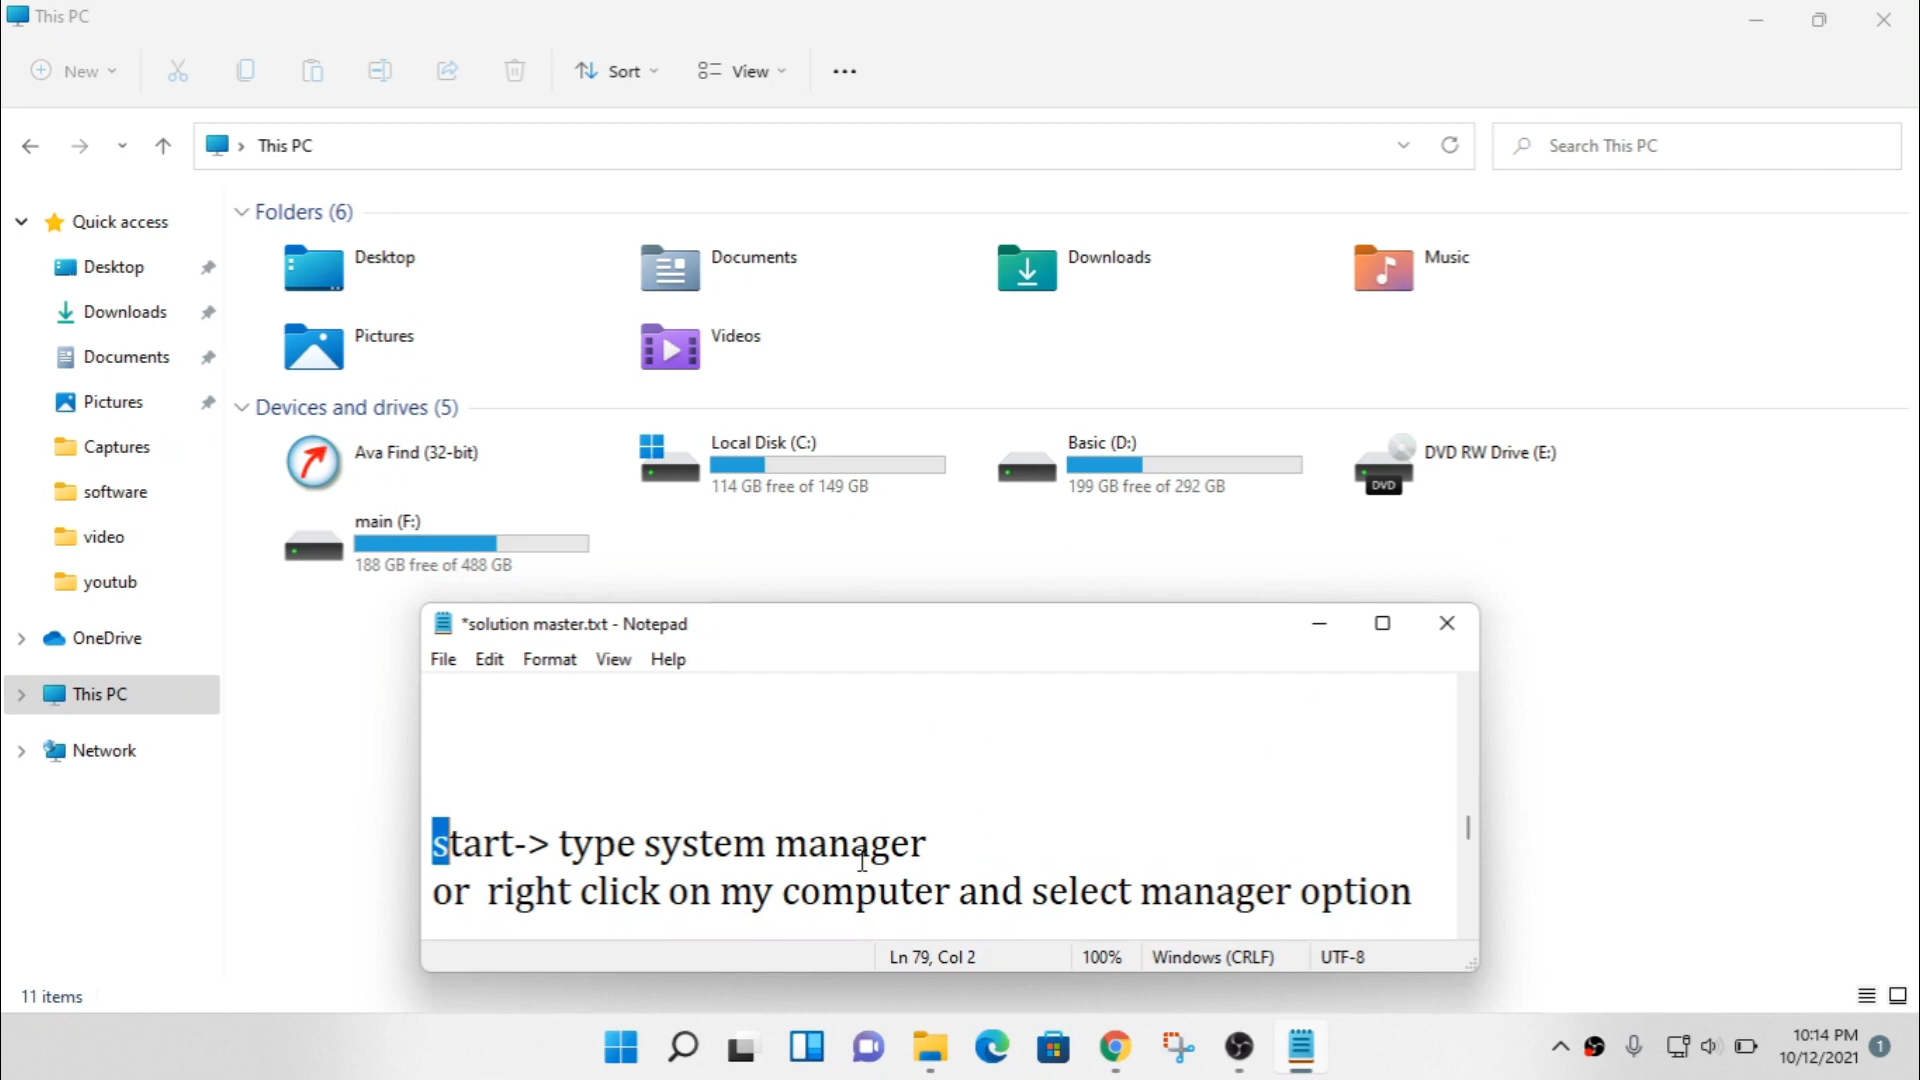 This PC
New
Sort
View
This PC
Search This PC
Quick access
Desktop
Downloads
Documents
Pictures
Captures
software
video
youtub
OneDrive
This PC
Network
Folders (6)
Desktop
Documents
Downloads
Music
Pictures
Videos
Devices and drives (5)
Ava Find (32-bit)
Local Disk (C:)
114 GB free of 149 GB
Basic (D:)
199 GB free of 292 GB
DVD RW Drive (E:)
DVD
main (F:)
188 GB free of 488 GB
*solution master.txt - Notepad
File Edit Format View Help
start-> type system manager
or  right click on my computer and select manager option
Ln 79, Col 2 100% Windows (CRLF) UTF-8
11 items
10:14 PM
10/12/2021
1